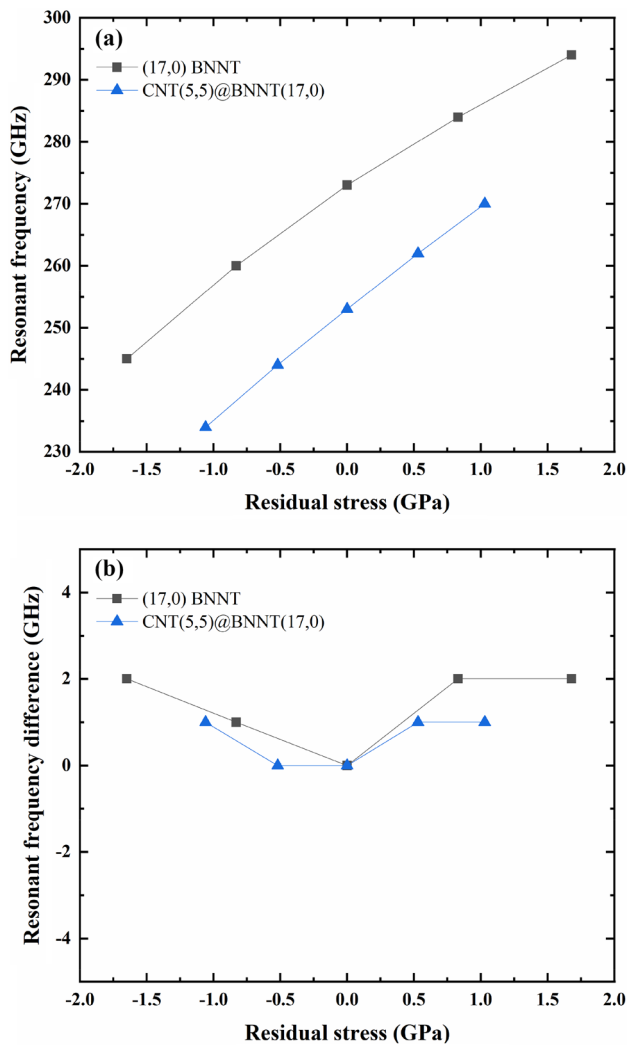 (a)
(17,0) BNNT
CNT(5,5)@BNNT(17,0)
Resonant frequency (GHz)
300
290
280
270
260
250
240
230
-2.0 -1.5 -1.0 -0.5 0.0 0.5 1.0 1.5 2.0
Residual stress (GPa)
(b)
(17,0) BNNT
CNT(5,5)@BNNT(17,0)
Resonant frequency difference (GHz)
4
2
0
-2
-4
-2.0 -1.5 -1.0 -0.5 0.0 0.5 1.0 1.5 2.0
Residual stress (GPa)